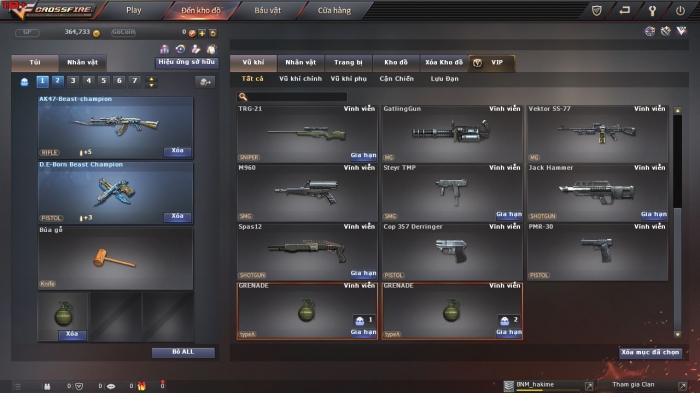 CROSSFIRE
Play
Đến kho đồ
Báu vật
Cửa hàng
GP 364,733
GoCoin 0
Túi
Nhân vật
Hiệu ứng sở hữu
1 2 3 4 5 6 7
AK47-Beast-champion
RIFLE
+5
Xóa
D.E-Born Beast Champion
PISTOL
+3
Xóa
Búa gỗ
Knife
Xóa
Bỏ ALL
Vũ khí
Nhân vật
Trang bị
Kho đồ
Xóa Kho đồ
VIP
Tất cả
Vũ khí chính
Vũ khí phụ
Cận Chiến
Lựu Đạn
TRG-21 Vĩnh viễn
SNIPER
Gia hạn
GatlingGun Vĩnh viễn
MG
Vektor SS-77 Vĩnh viễn
MG
M960 Vĩnh viễn
SMG
Steyr TMP Vĩnh viễn
SMG
Gia hạn
Jack Hammer Vĩnh viễn
SHOTGUN
Gia hạn
Spas12 Vĩnh viễn
SHOTGUN
Gia hạn
Cop 357 Derringer Vĩnh viễn
PISTOL
PMR-30 Vĩnh viễn
PISTOL
GRENADE Vĩnh viễn
typeA
1
Gia hạn
GRENADE Vĩnh viễn
typeA
2
Gia hạn
Xóa mục đã chọn
0 0 0 0
BNM_hakime
Tham gia Clan